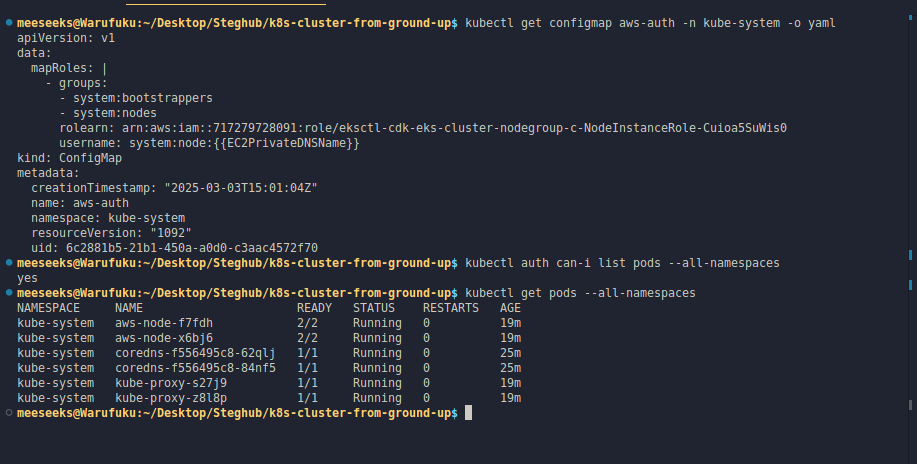 meeseeks@Warufuku:~/Desktop/Steghub/k8s-cluster-from-ground-up$ kubectl get configmap aws-auth -n kube-system -o yaml
apiVersion: v1
data:
  mapRoles: |
    - groups:
      - system:bootstrappers
      - system:nodes
      rolearn: arn:aws:iam::717279728091:role/eksctl-cdk-eks-cluster-nodegroup-c-NodeInstanceRole-Cuioa5SuWis0
      username: system:node:{{EC2PrivateDNSName}}
kind: ConfigMap
metadata:
  creationTimestamp: "2025-03-03T15:01:04Z"
  name: aws-auth
  namespace: kube-system
  resourceVersion: "1092"
  uid: 6c2881b5-21b1-450a-a0d0-c3aac4572f70
meeseeks@Warufuku:~/Desktop/Steghub/k8s-cluster-from-ground-up$ kubectl auth can-i list pods --all-namespaces
yes
meeseeks@Warufuku:~/Desktop/Steghub/k8s-cluster-from-ground-up$ kubectl get pods --all-namespaces
NAMESPACE     NAME                      READY   STATUS    RESTARTS   AGE
kube-system   aws-node-f7fdh            2/2     Running   0          19m
kube-system   aws-node-x6bj6            2/2     Running   0          19m
kube-system   coredns-f556495c8-62qlj   1/1     Running   0          25m
kube-system   coredns-f556495c8-84nf5   1/1     Running   0          25m
kube-system   kube-proxy-s27j9          1/1     Running   0          19m
kube-system   kube-proxy-z8l8p          1/1     Running   0          19m
meeseeks@Warufuku:~/Desktop/Steghub/k8s-cluster-from-ground-up$